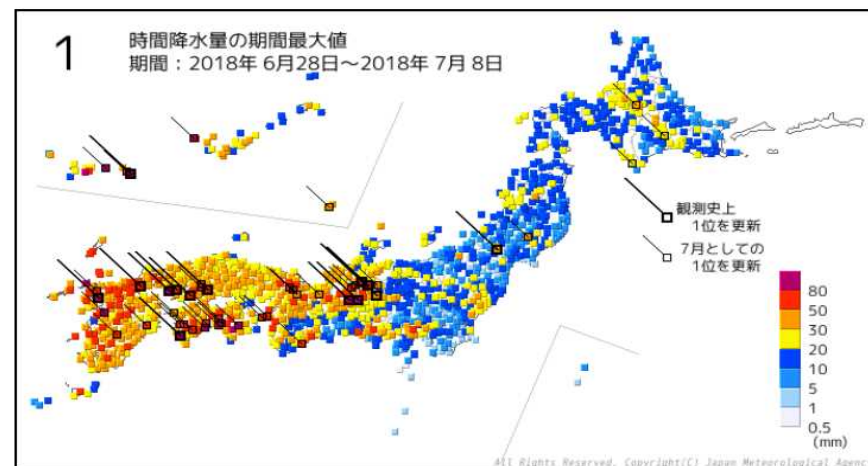 1
時間降水量の期間最大値
期間：2018年 6月28日～2018年 7月 8日
観測史上
1位を更新
7月としての
1位を更新
80
50
30
20
10
5
1
0.5
(mm)
All Rights Reserved. Copyright(C) Japan Meteorological Agency